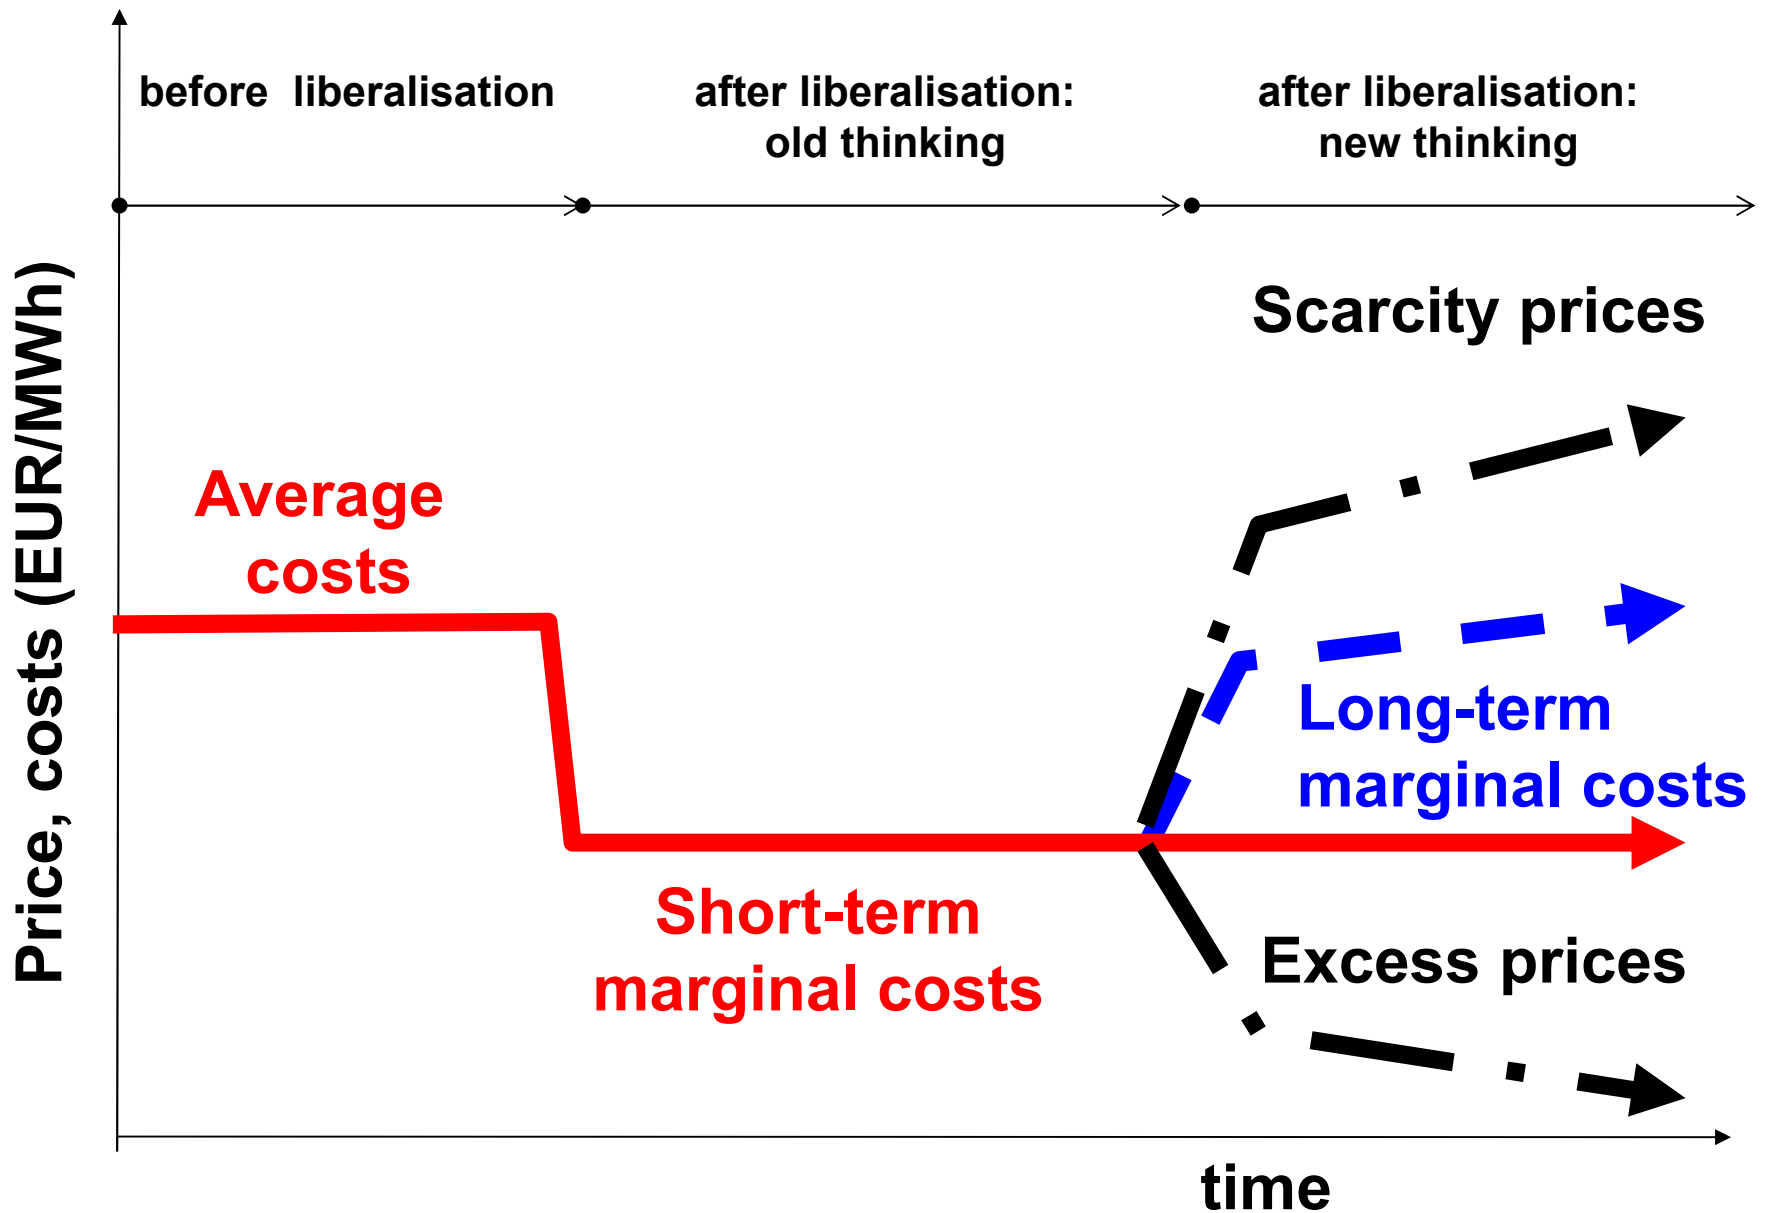 before liberalisation
after liberalisation:
old thinking
after liberalisation:
new thinking
Price, costs (EUR/MWh)
Scarcity prices
Average
costs
Long-term
marginal costs
Short-term
marginal costs
Excess prices
time